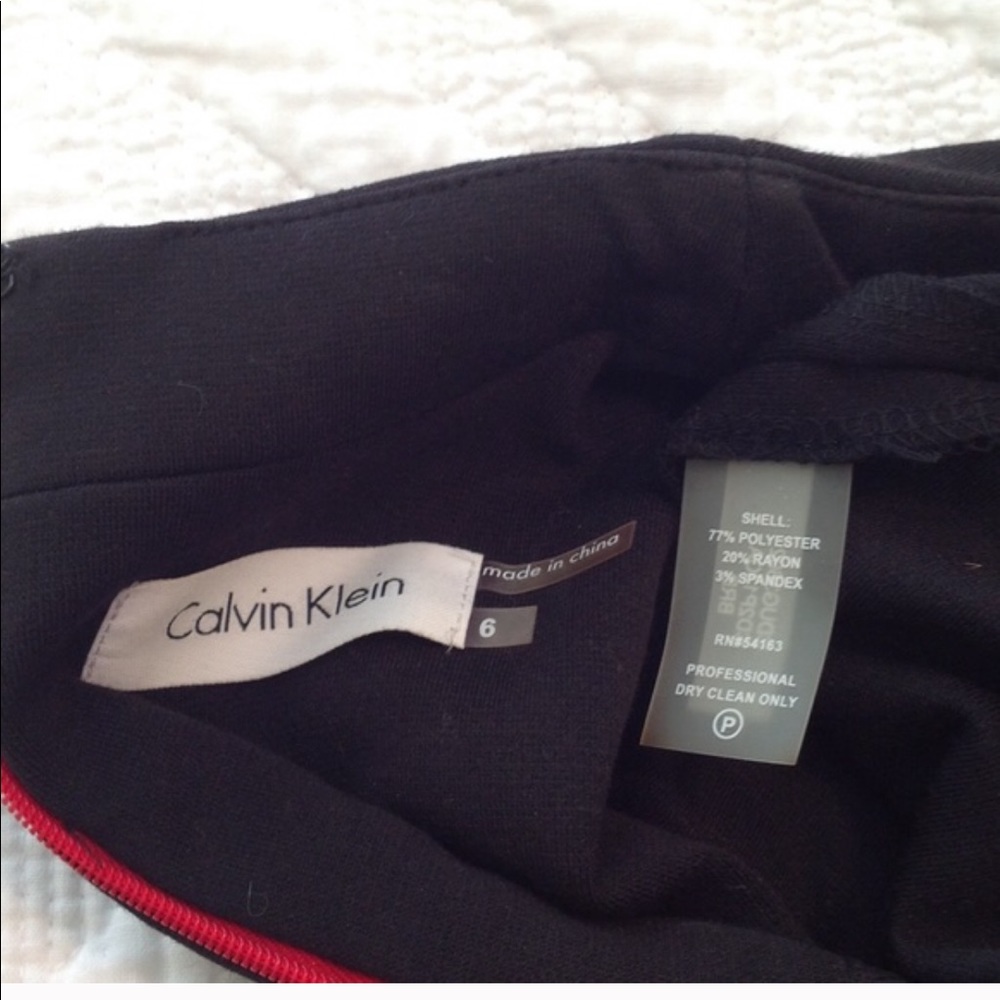 Calvin Klein
made in china
6
SHELL:
77% POLYESTER
20% RAYON
3% SPANDEX
RN#54163
PROFESSIONAL
DRY CLEAN ONLY
P